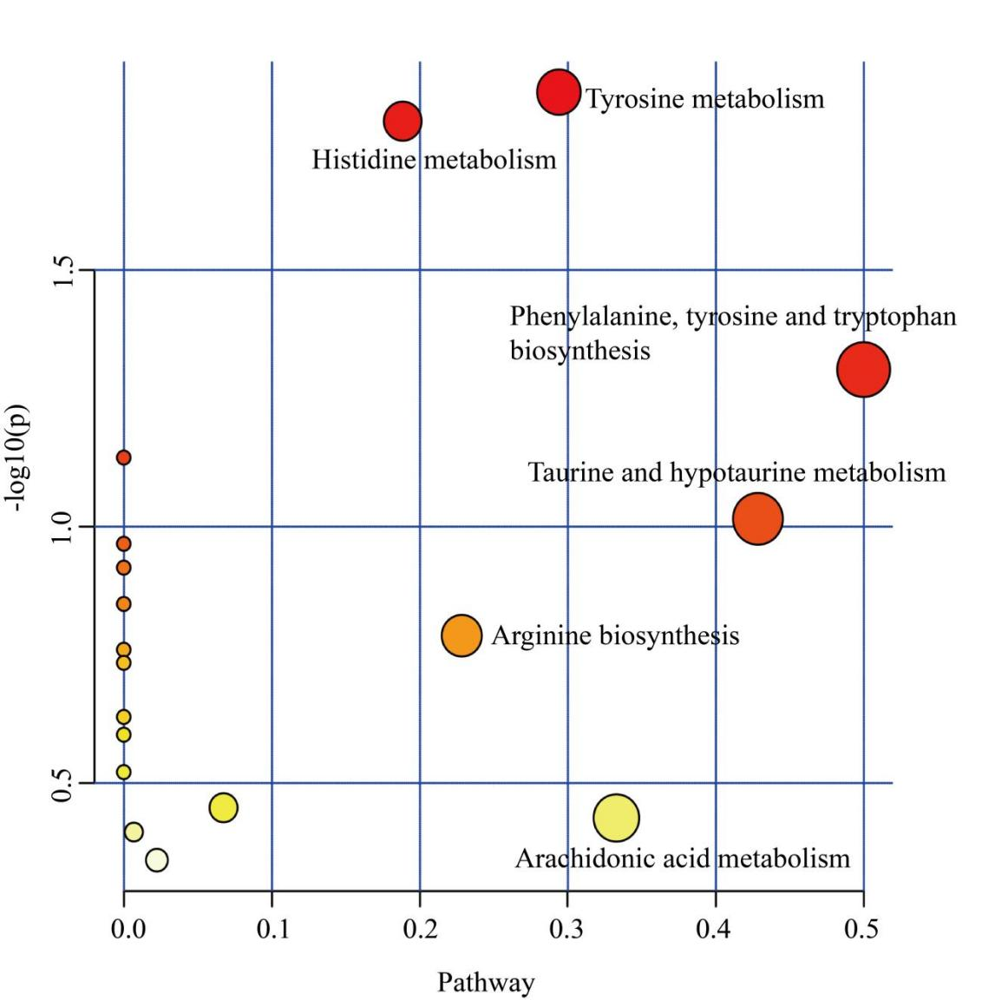 Tyrosine metabolism
Histidine metabolism
1.5
Phenylalanine, tyrosine and tryptophan
biosynthesis
-log10(p)
Taurine and hypotaurine metabolism
1.0
Arginine biosynthesis
0.5
Arachidonic acid metabolism
0.0 0.1 0.2 0.3 0.4 0.5
Pathway